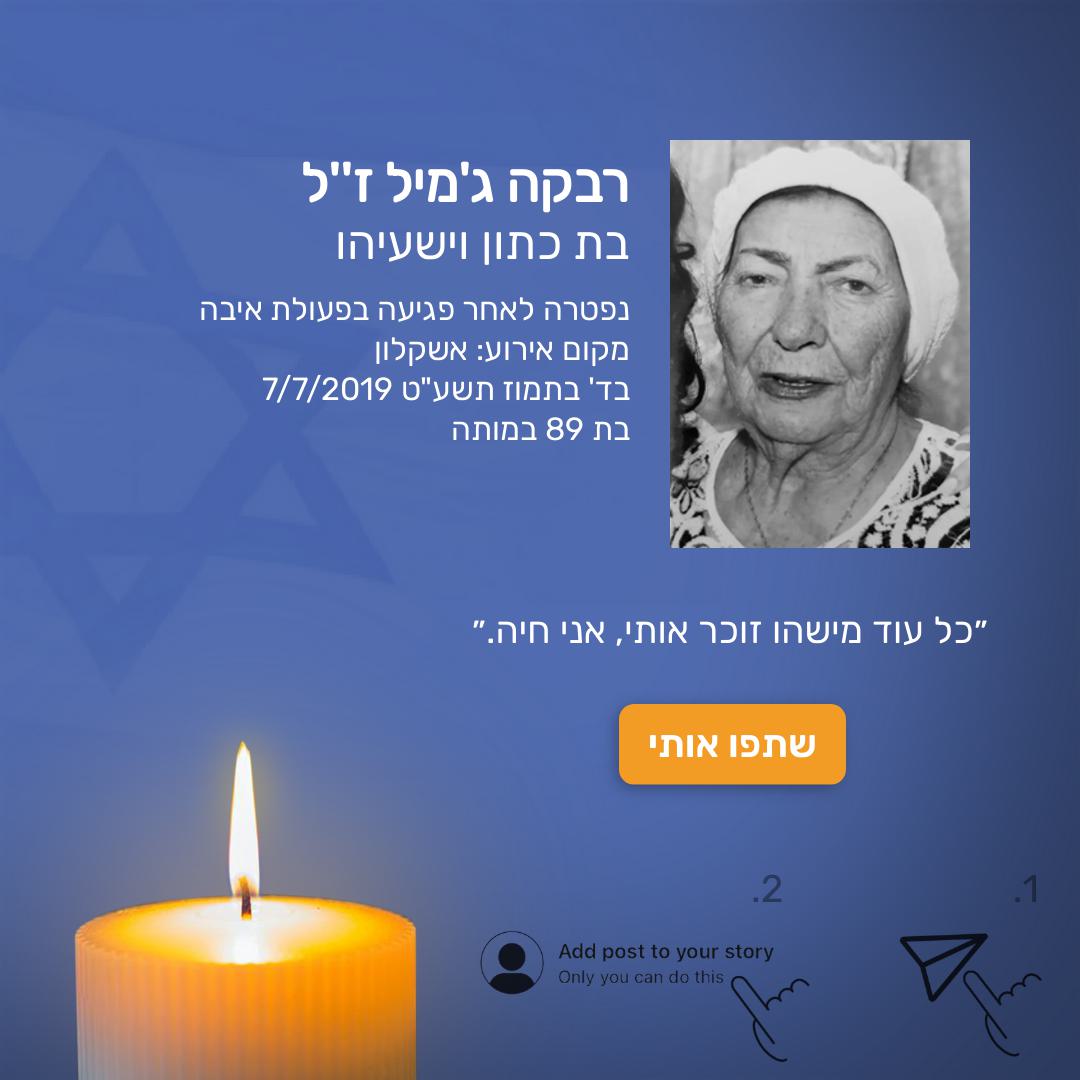 רבקה ג'מיל ז''ל
בת כתון וישעיהו
נפטרה לאחר פגיעה בפעולת איבה
מקום אירוע: אשקלון
בד' בתמוז תשע"ט 7/7/2019
בת 89 במותה
״כל עוד מישהו זוכר אותי, אני חיה.״
שתפו אותי
1.
2.
Add post to your story
Only you can do this